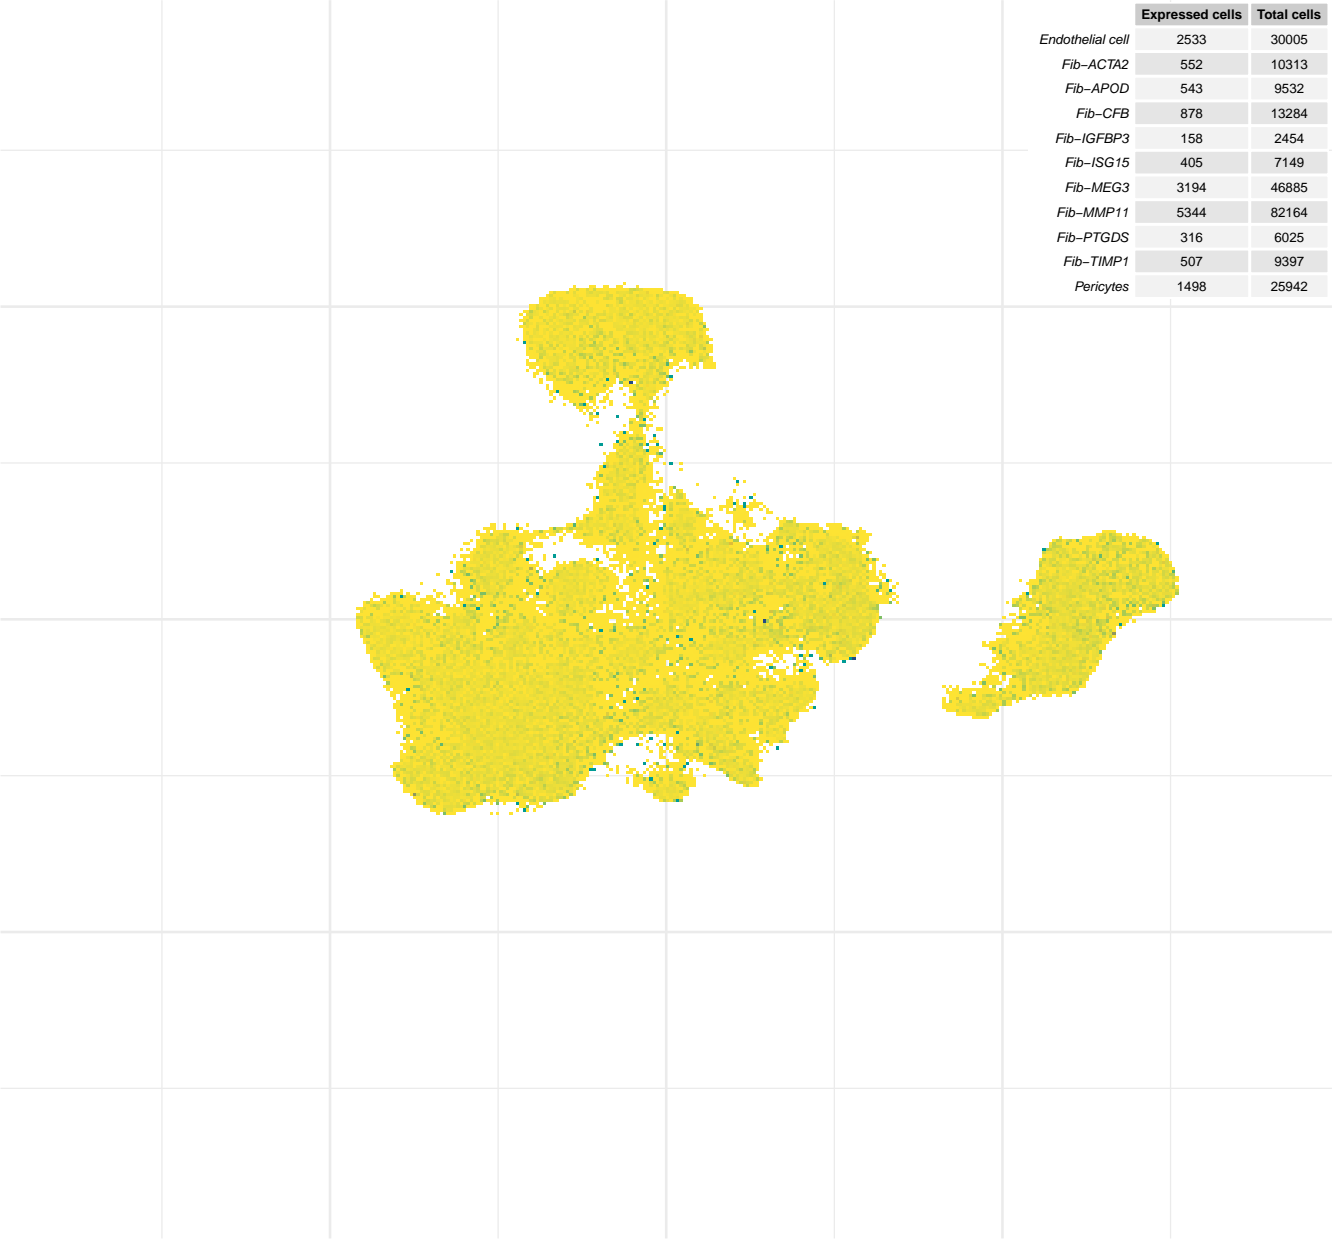 Expressed cells Total cells
Endothelial cell 2533 30005
Fib−ACTA2 552 10313
Fib−APOD 543 9532
Fib−CFB 878 13284
Fib−IGFBP3 158 2454
Fib−ISG15 405 7149
Fib−MEG3 3194 46885
Fib−MMP11 5344 82164
Fib−PTGDS 316 6025
Fib−TIMP1 507 9397
Pericytes 1498 25942